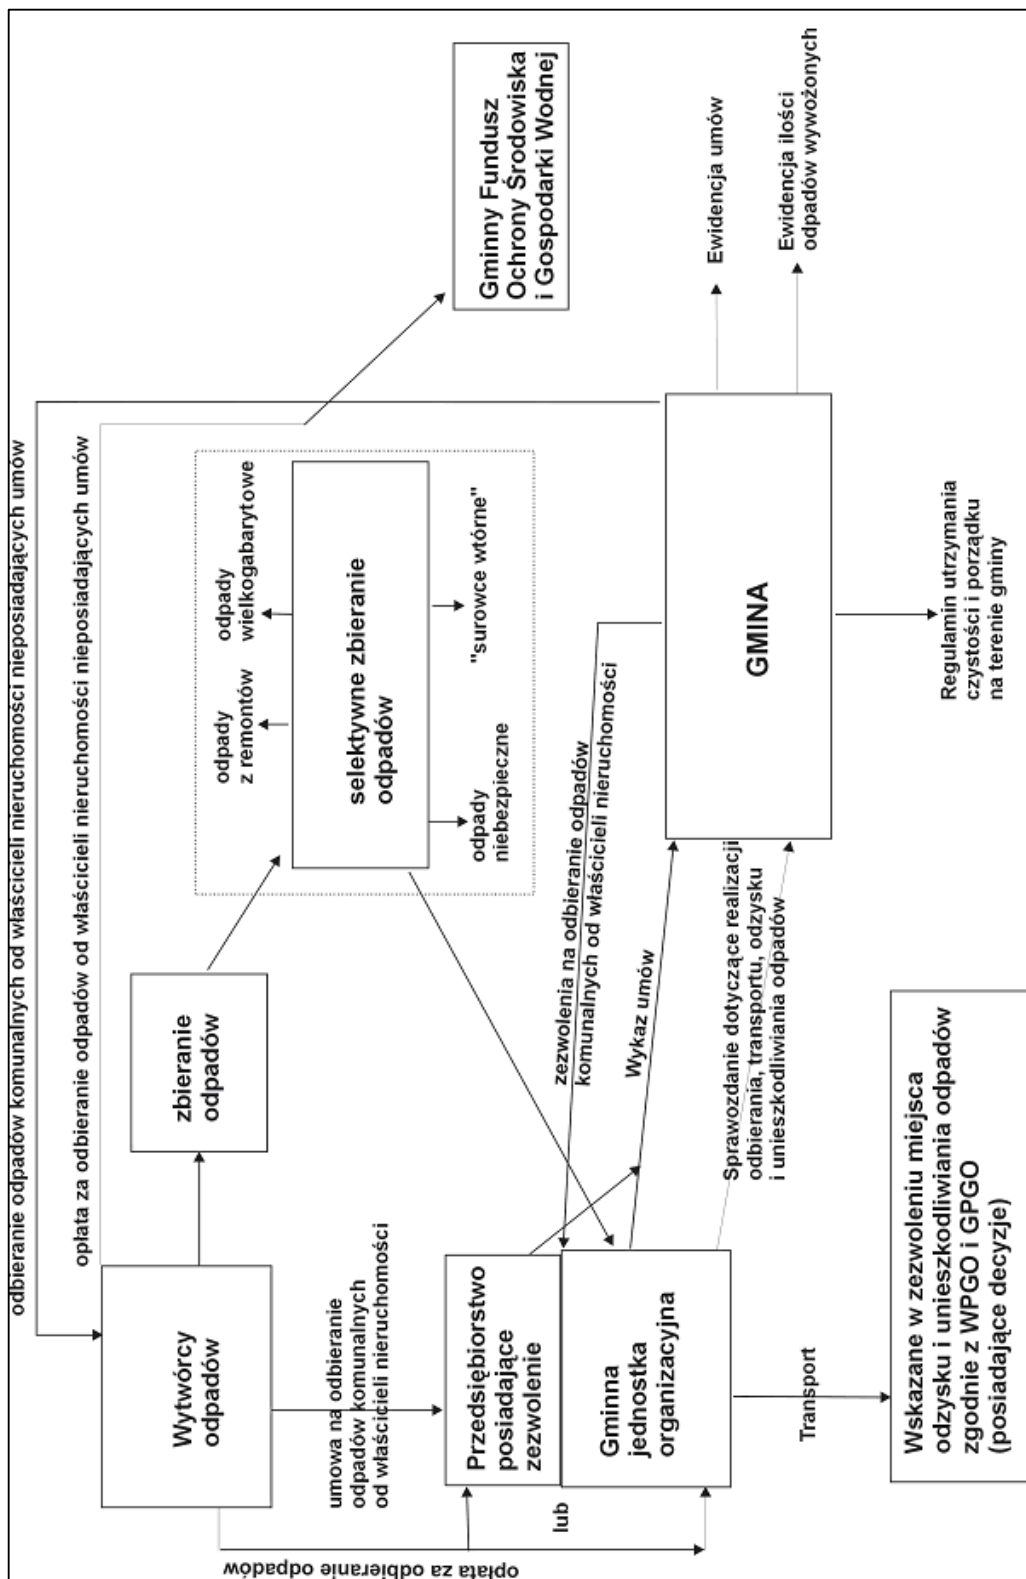 odbieranie odpadów komunalnych od właścicieli nieruchomości nieposiadających umów
opłata za odbieranie odpadów od właścicieli nieruchomości nieposiadających umów
Wytwórcy
odpadów
zbieranie
odpadów
odpady
z remontów
odpady
wielkogabarytowe
selektywne zbieranie
odpadów
odpady
niebezpieczne
"surowce wtórne"
Gminny Fundusz
Ochrony Środowiska
i Gospodarki Wodnej
umowa na odbieranie
odpadów komunalnych
od właścicieli nieruchomości
opłata za odbieranie odpadów
Przedsiębiorstwo
posiadające
zezwolenie
lub
Gminna
jednostka
organizacyjna
zezwolenia na odbieranie odpadów
komunalnych od właścicieli nieruchomości
Wykaz umów
Sprawozdanie dotyczące realizacji
odbierania, transportu, odzysku
i unieszkodliwiania odpadów
GMINA
Ewidencja umów
Ewidencja ilości
odpadów wywożonych
Regulamin utrzymania
czystości i porządku
na terenie gminy
Transport
Wskazane w zezwoleniu miejsca
odzysku i unieszkodliwiania odpadów
zgodnie z WPGO i GPGO
(posiadające decyzje)